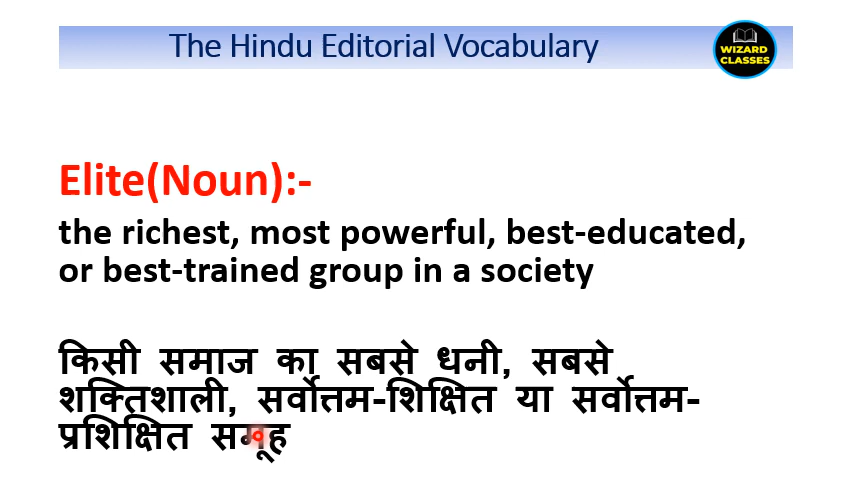 The Hindu Editorial Vocabulary
WIZARD
CLASSES
Elite(Noun):-
the richest, most powerful, best-educated,
or best-trained group in a society
किसी समाज का सबसे धनी, सबसे
शक्तिशाली, सर्वोत्तम-शिक्षित या सर्वोत्तम-
प्रशिक्षित समूह